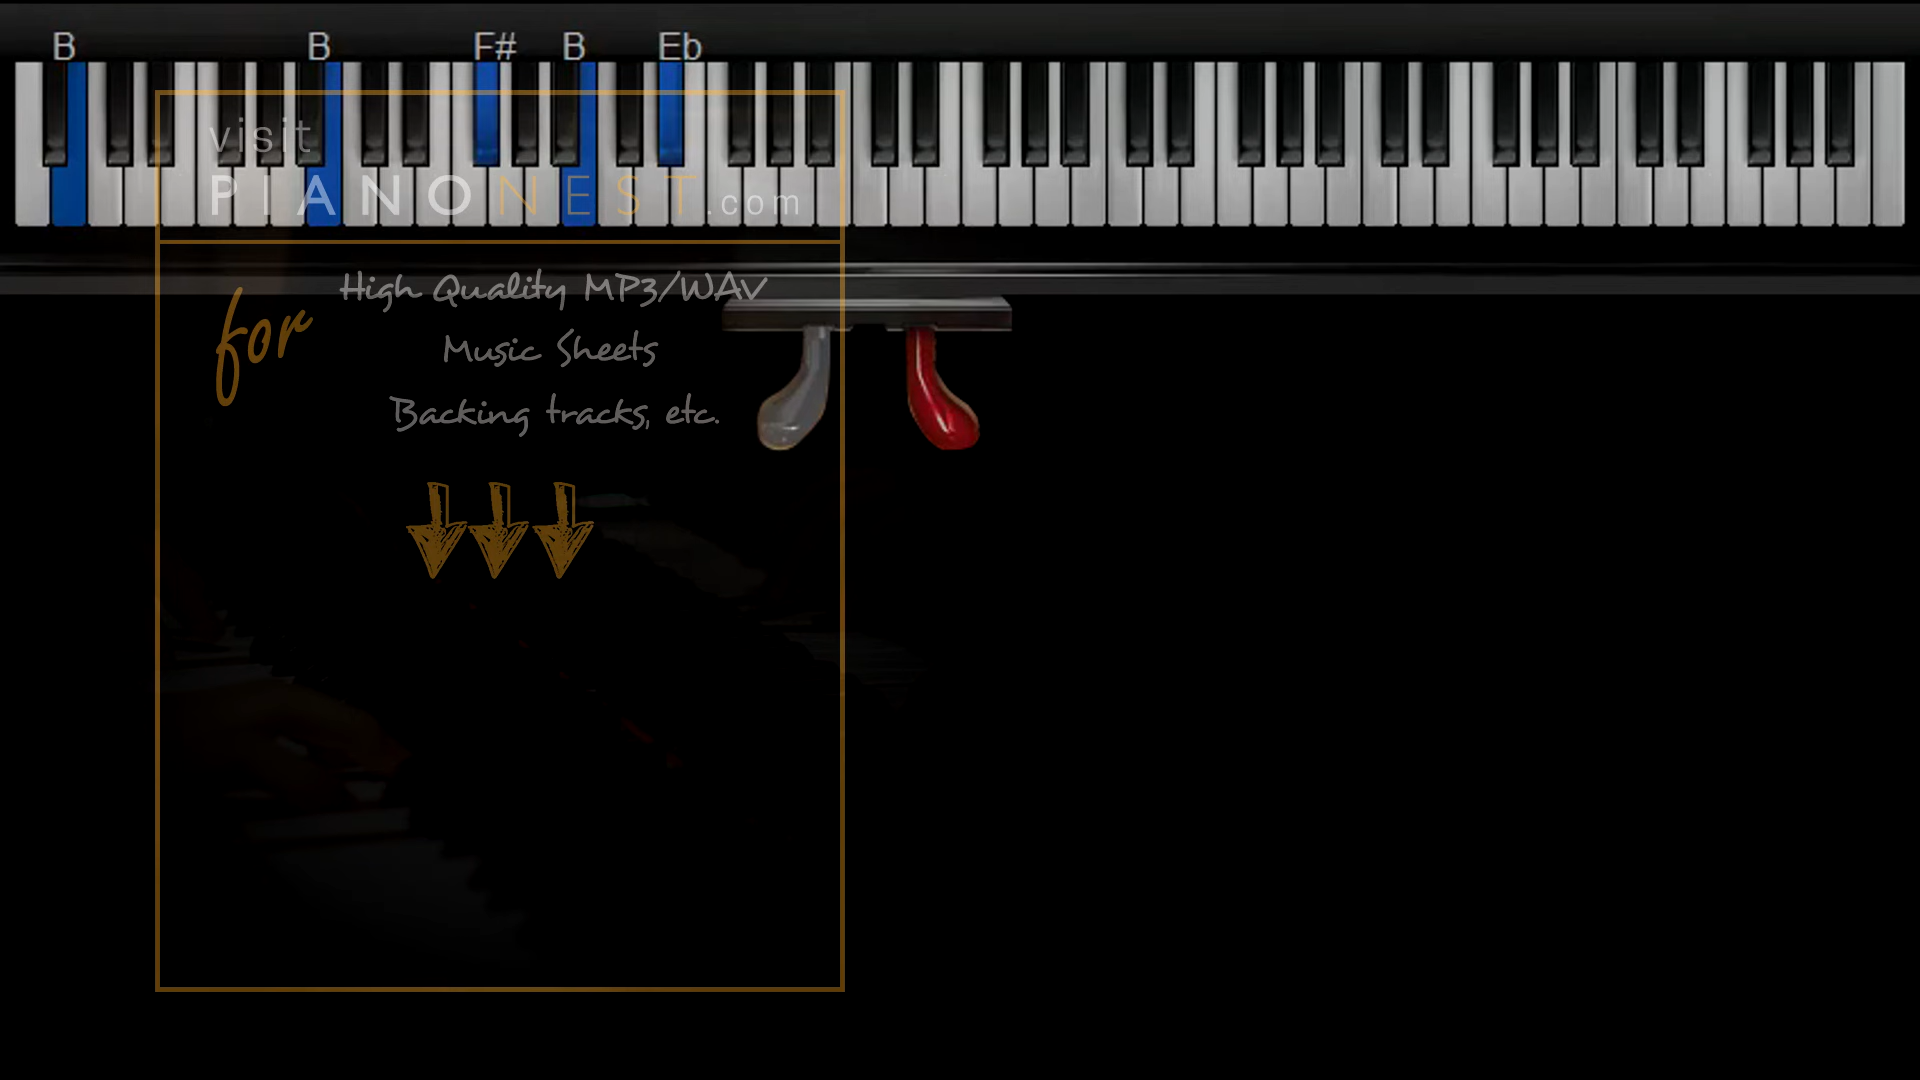 B B F# B Eb
visit
PIANONEST.com
for
High Quality MP3/WAV
Music Sheets
Backing tracks, etc.